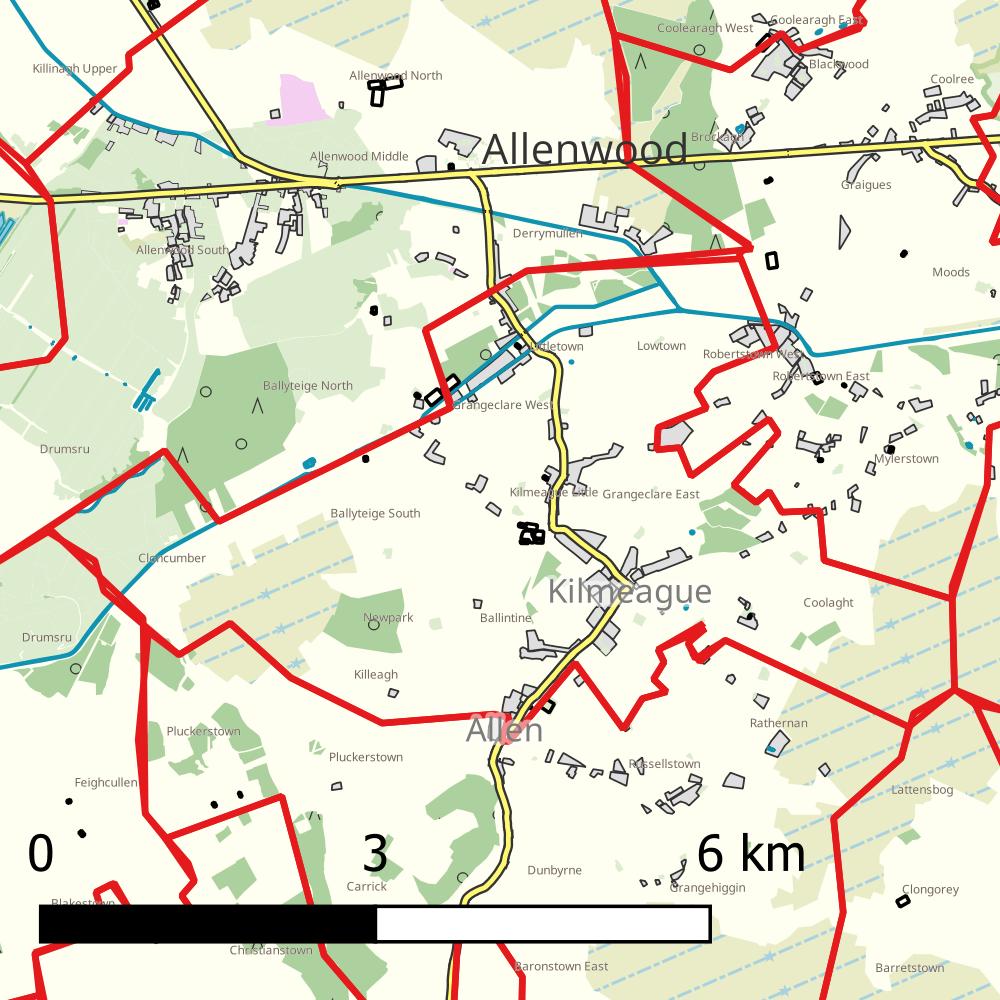 Coolearagh West
Coolearagh East
Killinagh Upper
Blackwood
Allenwood North
Coolree
Brockagh
Allenwood
Allenwood Middle
Graigues
Derrymullen
Allenwood South
Moods
Littletown
Lowtown
Robertstown West
Robertstown East
Ballyteige North
Grangeclare West
Drumsru
Mylerstown
Kilmeague Little
Grangeclare East
Ballyteige South
Cloncumber
Kilmeague
Coolaght
Newpark
Ballintine
Drumsru
Killeagh
Rathernan
Pluckerstown
Allen
Pluckerstown
Russellstown
Feighcullen
Lattensbog
0 3 6 km
Dunbyrne
Carrick
Grangehiggin
Clongorey
Blakestown
Christianstown
Baronstown East
Barretstown